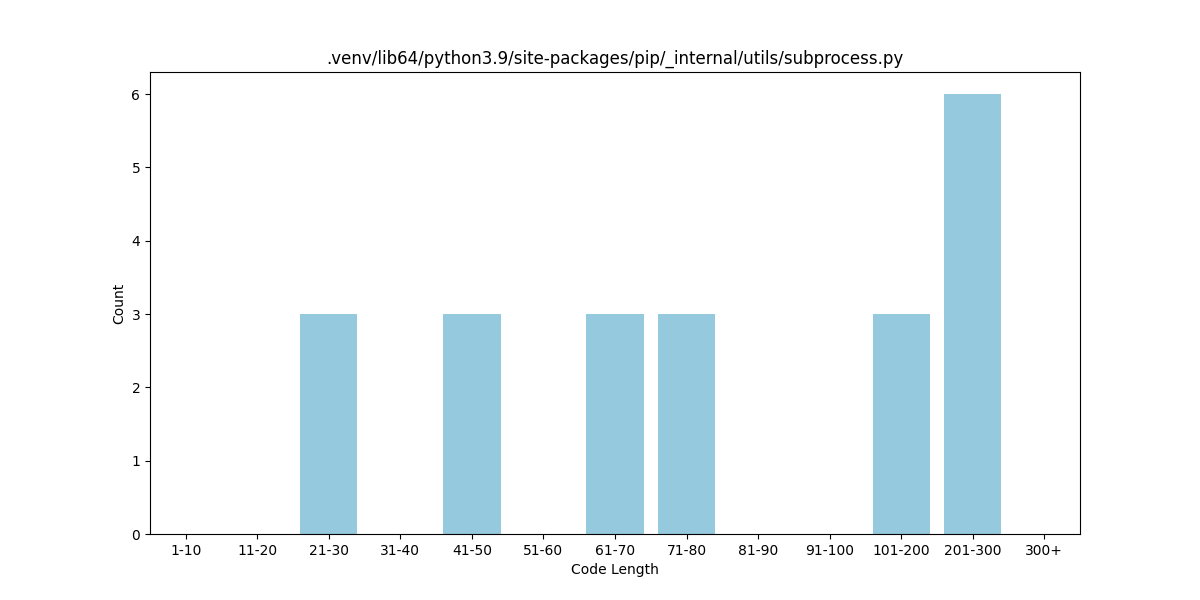 .venv/lib64/python3.9/site-packages/pip/_internal/utils/subprocess.py
6
5
4
3
2
1
0
Count
1-10 11-20 21-30 31-40 41-50 51-60 61-70 71-80 81-90 91-100 101-200 201-300 300+
Code Length